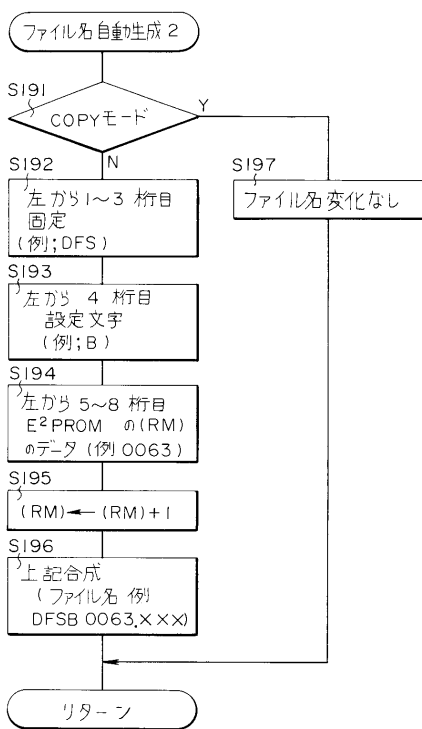 ファイル名自動生成2
S191
COPYモード
Y
N
S192
左から1〜3桁目
固定
(例;DFS)
S193
左から 4 桁目
設定文字
(例;B)
S194
左から 5〜8桁目
E²PROM の(RM)
のデータ(例 0063)
S195
(RM)←(RM)+1
S196
上記合成
(ファイル名 例
DFSB 0063.×××)
S197
ファイル名変化なし
リターン